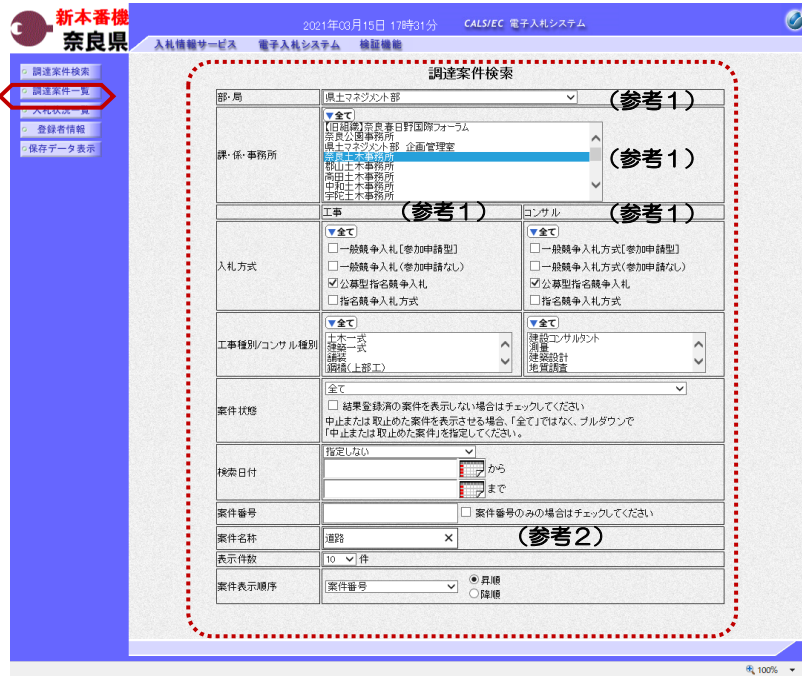 新本番機
奈良県
2021年03月15日 17時31分 CALS/EC 電子入札システム
入札情報サービス 電子入札システム 検証機能
調達案件検索
調達案件一覧
入札状況一覧
登録者情報
保存データ表示
調達案件検索
部・局 県土マネジメント部 (参考1)
課・係・事務所
▼全て
【旧組織】奈良春日野国際フォーラム
奈良公園事務所
県土マネジメント部 企画管理室
奈良土木事務所
郡山土木事務所
高田土木事務所
中和土木事務所
宇陀土木事務所
(参考1)
工事 (参考1) コンサル (参考1)
入札方式
▼全て ▼全て
一般競争入札[参加申請型] 一般競争入札方式[参加申請型]
一般競争入札(参加申請なし) 一般競争入札方式(参加申請なし)
公募型指名競争入札 公募型指名競争入札
指名競争入札方式 指名競争入札方式
工事種別/コンサル種別
▼全て ▼全て
土木一式 建設コンサルタント
建築一式 測量
舗装 建築設計
鋼橋(上部工) 地質調査
案件状態
全て
結果登録済の案件を表示しない場合はチェックしてください
中止または取止めた案件を表示させる場合、「全て」ではなく、プルダウンで
「中止または取止めた案件」を指定してください。
検索日付
指定しない
から
まで
案件番号 案件番号のみの場合はチェックしてください
案件名称 道路 × (参考2)
表示件数 10 件
案件表示順序 案件番号
昇順
降順
100%